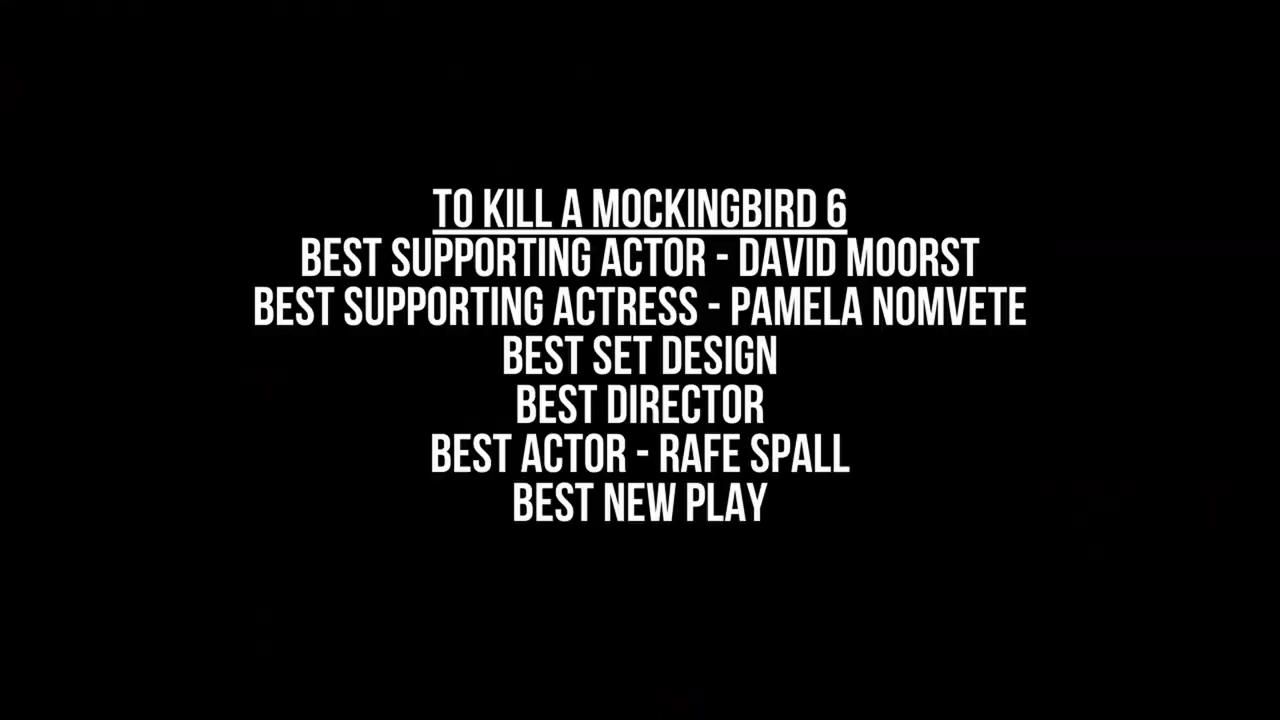 TO KILL A MOCKINGBIRD 6
BEST SUPPORTING ACTOR - DAVID MOORST
BEST SUPPORTING ACTRESS - PAMELA NOMVETE
BEST SET DESIGN
BEST DIRECTOR
BEST ACTOR - RAFE SPALL
BEST NEW PLAY